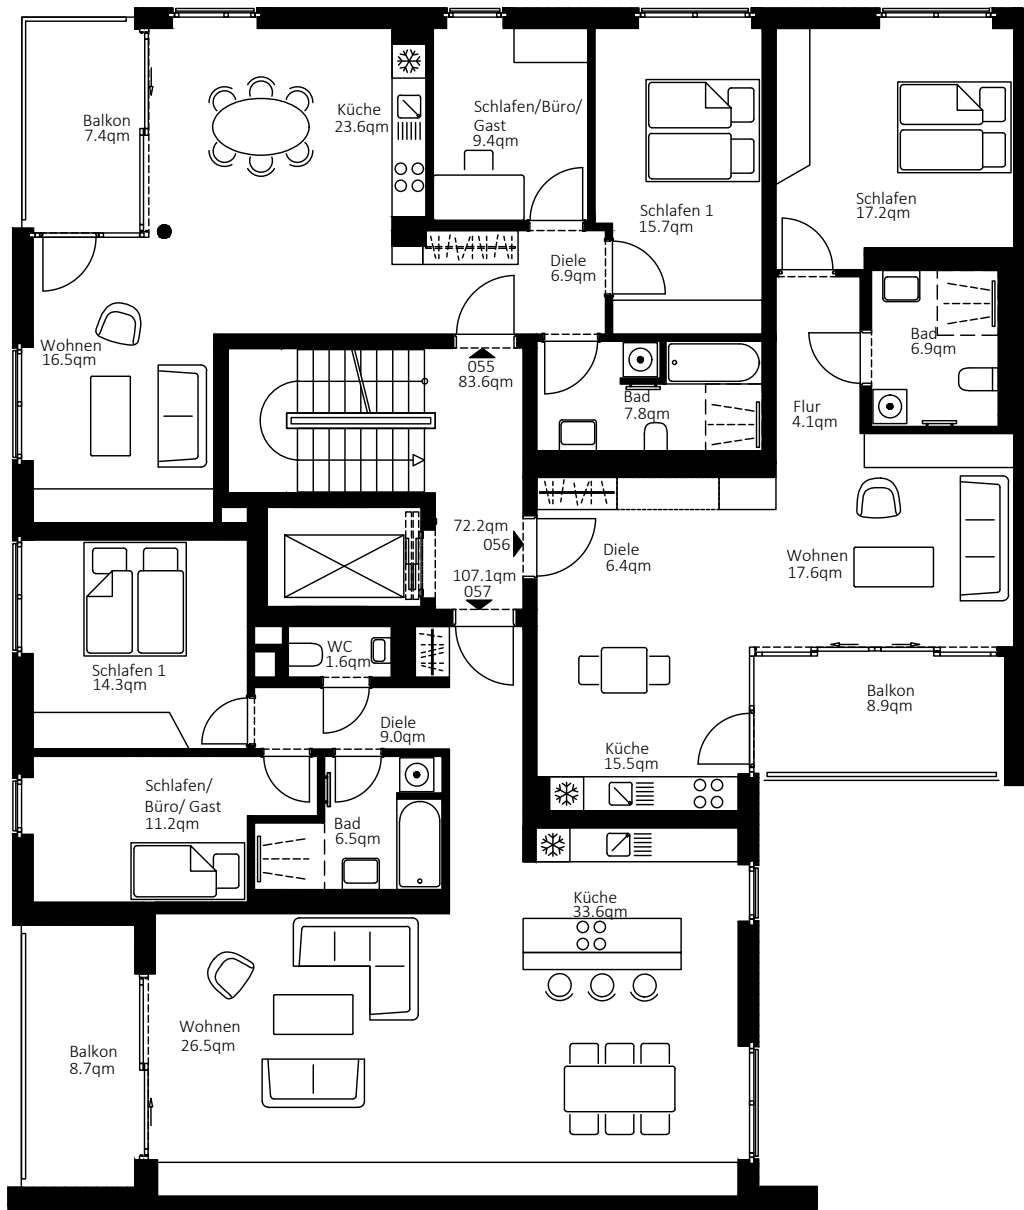 Balkon
7.4qm
Küche
23.6qm
Schlafen/Büro/
Gast
9.4qm
Schlafen 1
15.7qm
Schlafen
17.2qm
Diele
6.9qm
Wohnen
16.5qm
055
83.6qm
Bad
7.8qm
Bad
6.9qm
Flur
4.1qm
72.2qm
056
107.1qm
057
Diele
6.4qm
Wohnen
17.6qm
Schlafen 1
14.3qm
WC
1.6qm
Balkon
8.9qm
Diele
9.0qm
Küche
15.5qm
Schlafen/
Büro/ Gast
11.2qm
Bad
6.5qm
Küche
33.6qm
Wohnen
26.5qm
Balkon
8.7qm